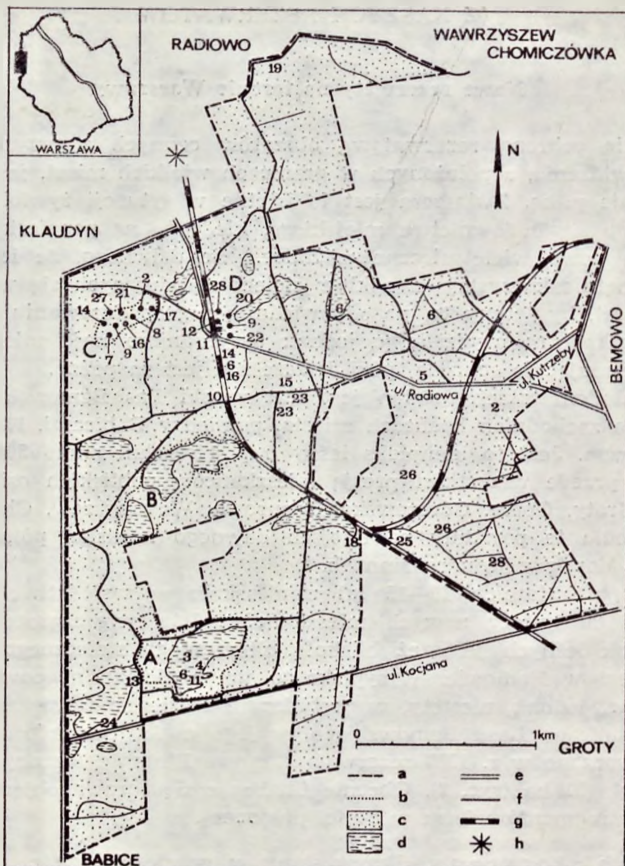 RADIOWO
WAWRZYSZEW
CHOMICZÓWKA
19
WARSZAWA
N
KLAUDYN
2
27 21
14
17
C
16 8
7 9
28 D
20
12 9
11 22
14
6
16
6
6
BEMOWO
ul. Kutrzeby
5
ul. Radiowa
15
10
23
23
2
B
26
26
18 1 25
28
A
3
4
6
11 5
13
24
ul. Kocjana
0 1km
GROTY
a e
b f
c g
d h
BABICE